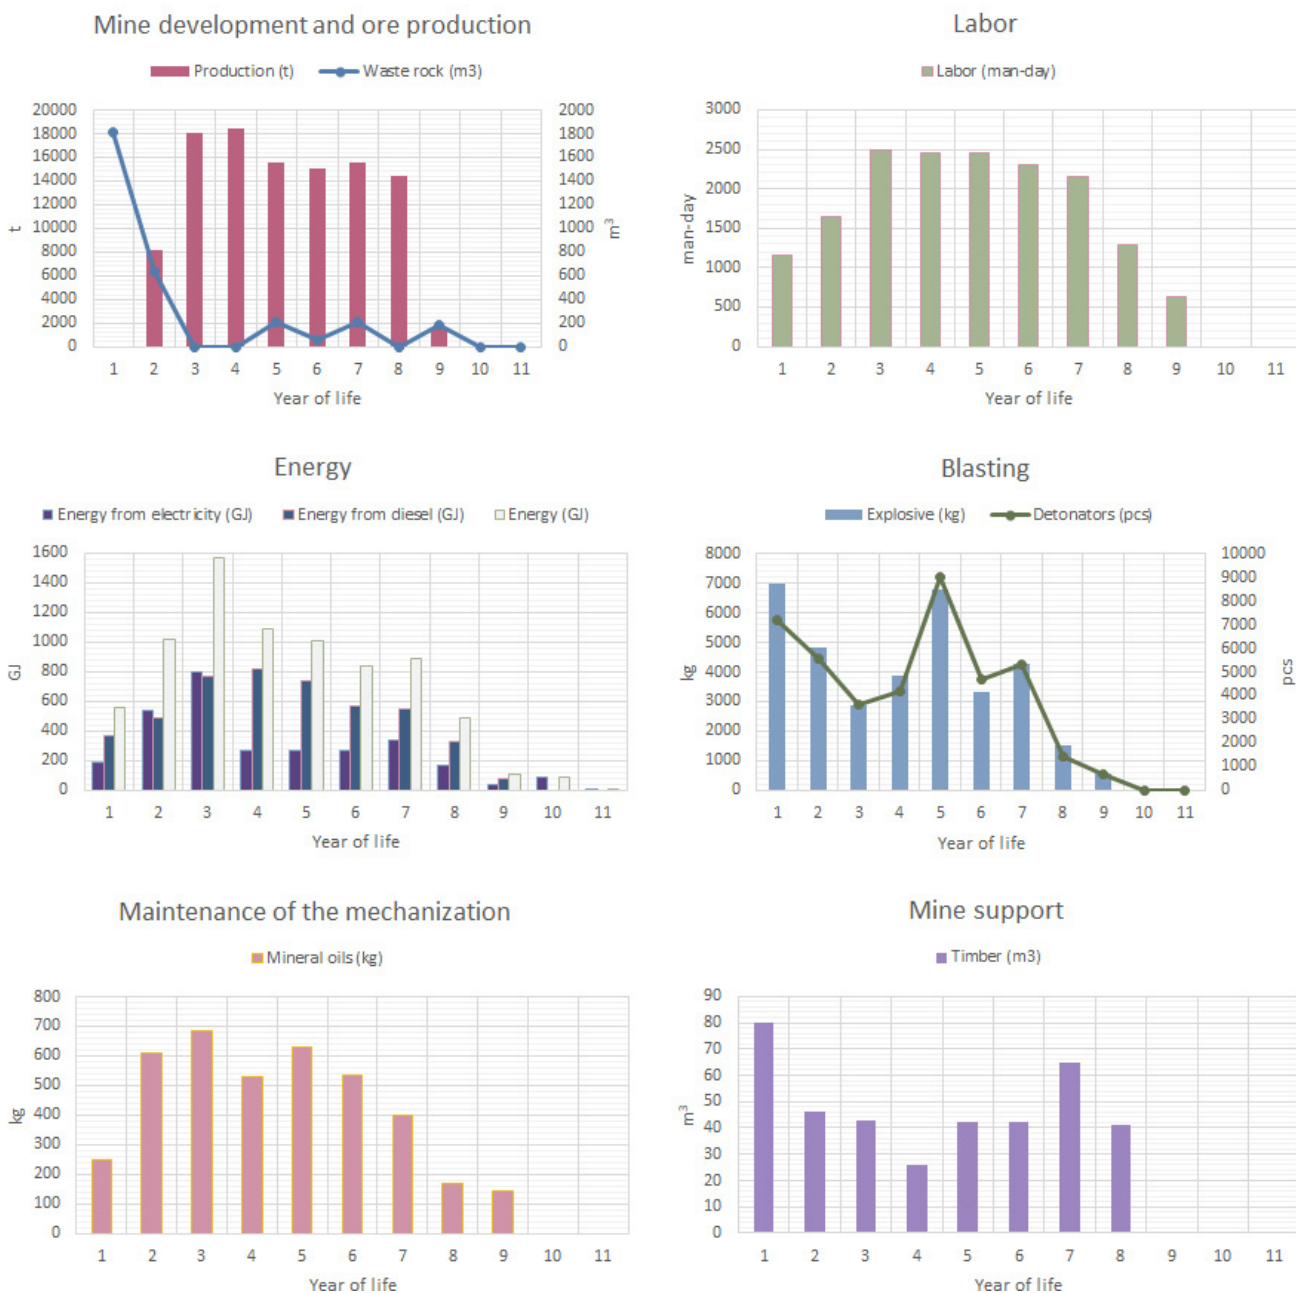 Mine development and ore production
Production (t) Waste rock (m3)
20000 2000
18000 1800
16000 1600
14000 1400
12000 1200
10000 1000
8000 800
6000 600
4000 400
2000 200
0 0
t
m³
1 2 3 4 5 6 7 8 9 10 11
Year of life
Labor
Labor (man-day)
3000
2500
2000
1500
1000
500
0
man-day
1 2 3 4 5 6 7 8 9 10 11
Year of life
Energy
Energy from electricity (GJ) Energy from diesel (GJ) Energy (GJ)
1600
1400
1200
1000
800
600
400
200
0
GJ
1 2 3 4 5 6 7 8 9 10 11
Year of life
Blasting
Explosive (kg) Detonators (pcs)
8000
7000
6000
5000
4000
3000
2000
1000
0
kg
10000
9000
8000
7000
6000
5000
4000
3000
2000
1000
0
pcs
1 2 3 4 5 6 7 8 9 10 11
Year of life
Maintenance of the mechanization
Mineral oils (kg)
800
700
600
500
400
300
200
100
0
kg
1 2 3 4 5 6 7 8 9 10 11
Year of life
Mine support
Timber (m3)
90
80
70
60
50
40
30
20
10
0
m³
1 2 3 4 5 6 7 8 9 10 11
Year of life